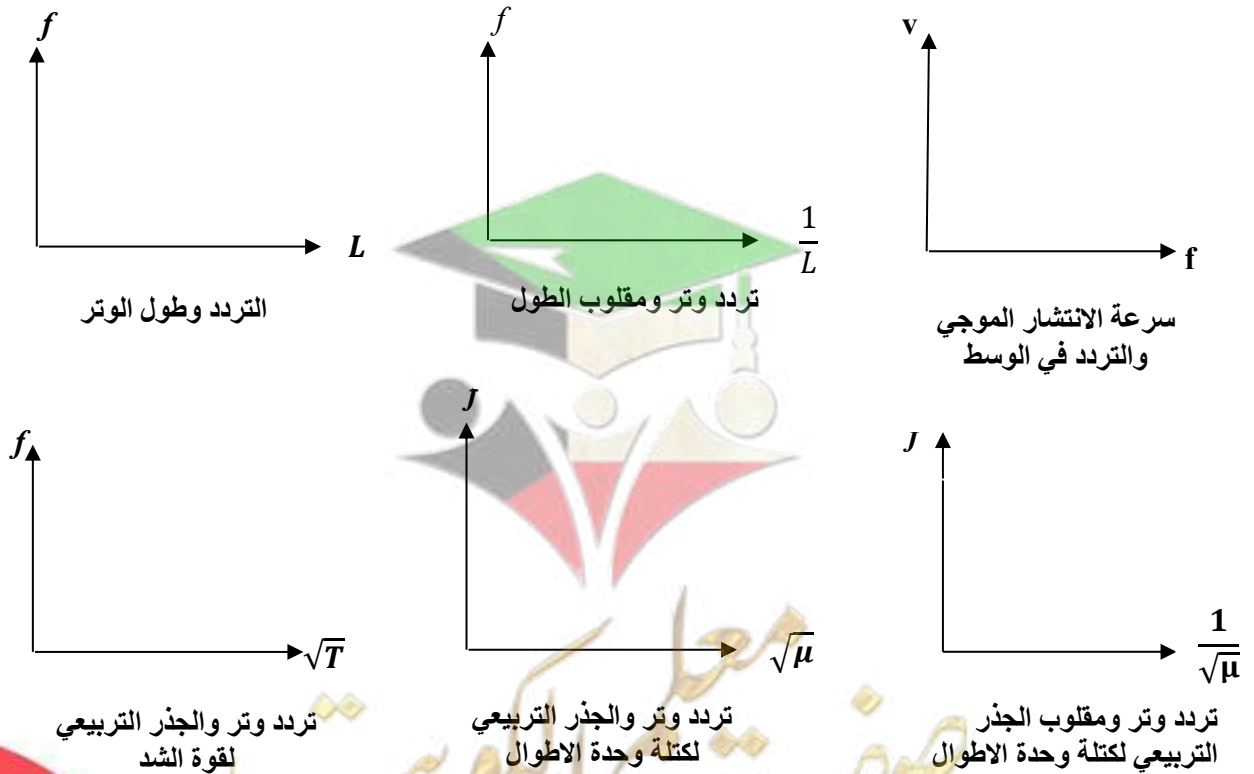 f
L
التردد وطول الوتر
f
1
L
تردد وتر ومقلوب الطول
v
f
سرعة الانتشار الموجي
والتردد في الوسط
f
√T
تردد وتر والجذر التربيعي
لقوة الشد
J
√μ
تردد وتر والجذر التربيعي
لكتلة وحدة الاطوال
J
1
√μ
تردد وتر ومقلوب الجذر
التربيعي لكتلة وحدة الاطوال